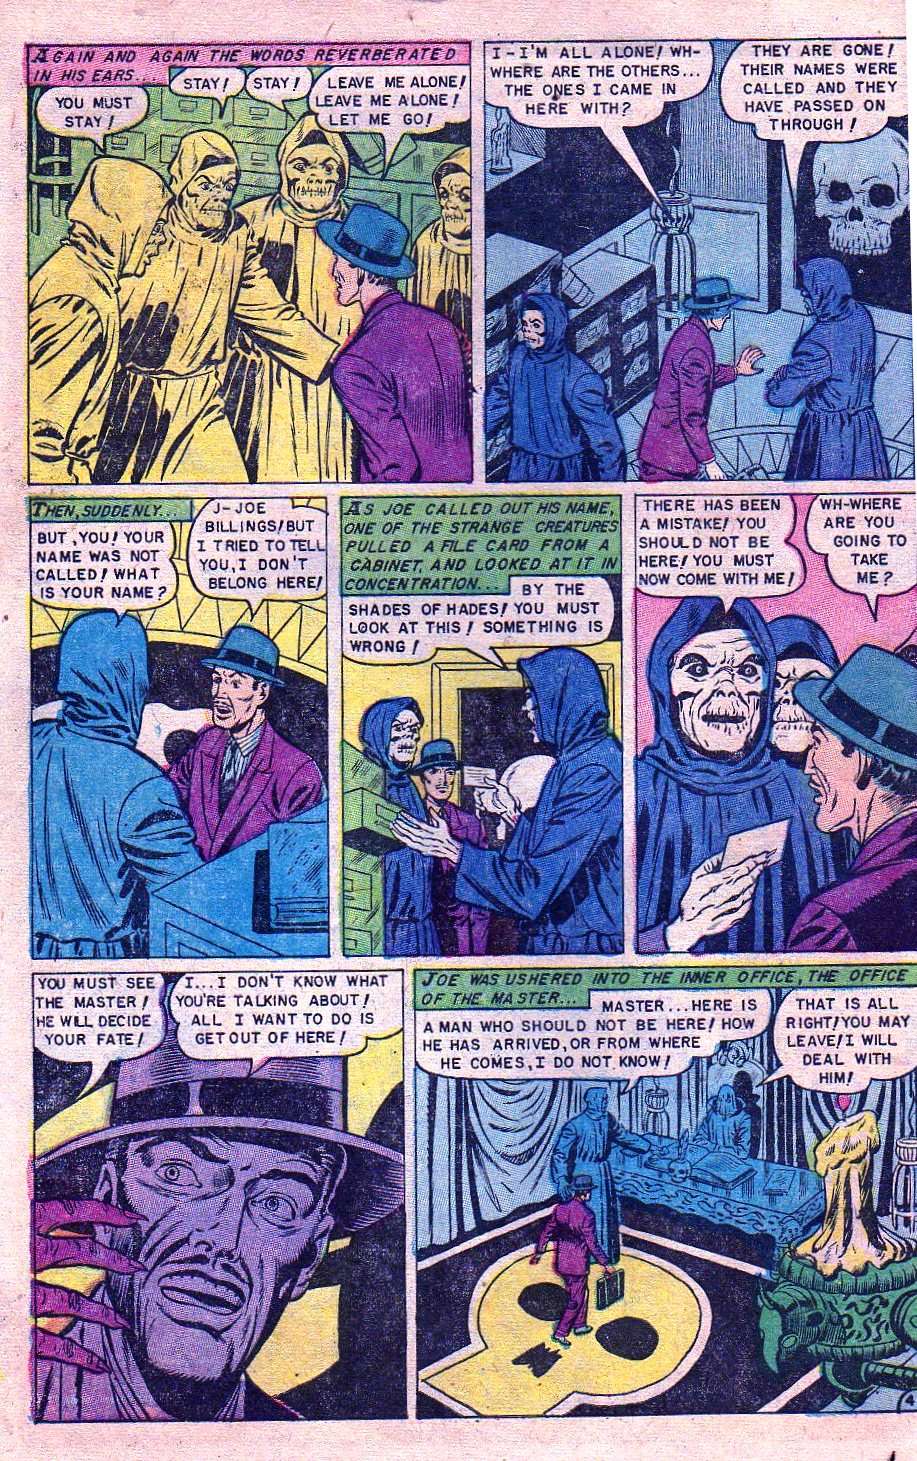 AGAIN AND AGAIN THE WORDS REVERBERATED
IN HIS EARS...
YOU MUST
STAY!
STAY!
STAY!
LEAVE ME ALONE!
LEAVE ME ALONE!
LET ME GO!
I-I'M ALL ALONE! WH-
WHERE ARE THE OTHERS...
THE ONES I CAME IN
HERE WITH?
THEY ARE GONE!
THEIR NAMES WERE
CALLED AND THEY
HAVE PASSED ON
THROUGH!
THEN, SUDDENLY...
BUT, YOU! YOUR
NAME WAS NOT
CALLED! WHAT
IS YOUR NAME?
J-JOE
BILLINGS! BUT
I TRIED TO TELL
YOU, I DON'T
BELONG HERE!
AS JOE CALLED OUT HIS NAME,
ONE OF THE STRANGE CREATURES
PULLED A FILE CARD FROM A
CABINET, AND LOOKED AT IT IN
CONCENTRATION...
BY THE
SHADES OF HADES! YOU MUST
LOOK AT THIS! SOMETHING IS
WRONG!
THERE HAS BEEN
A MISTAKE! YOU
SHOULD NOT BE
HERE! YOU MUST
NOW COME WITH ME!
WH-WHERE
ARE YOU
GOING TO
TAKE
ME?
YOU MUST SEE
THE MASTER!
HE WILL DECIDE
YOUR FATE!
I...I DON'T KNOW WHAT
YOU'RE TALKING ABOUT!
ALL I WANT TO DO IS
GET OUT OF HERE!
JOE WAS USHERED INTO THE INNER OFFICE, THE OFFICE
OF THE MASTER...
MASTER...HERE IS
A MAN WHO SHOULD NOT BE HERE! HOW
HE HAS ARRIVED, OR FROM WHERE
HE COMES, I DO NOT KNOW!
THAT IS ALL
RIGHT! YOU MAY
LEAVE! I WILL
DEAL WITH
HIM!
4